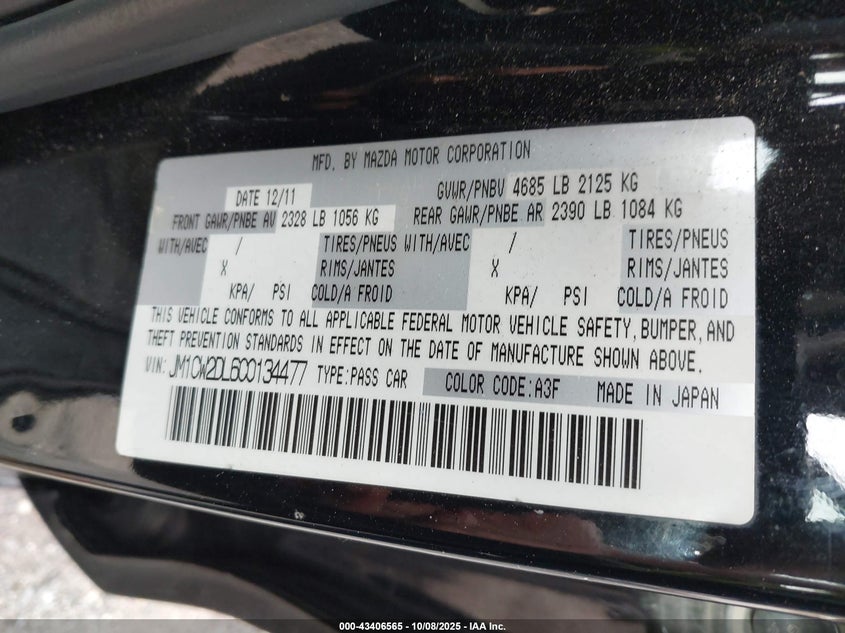 MFD. BY MAZDA MOTOR CORPORATION
DATE 12/11 GVWR/PNBV 4685 LB 2125 KG
FRONT GAWR/PNBE AV 2328 LB 1056 KG REAR GAWR/PNBE AR 2390 LB 1084 KG
WITH/AVEC / TIRES/PNEUS WITH/AVEC / TIRES/PNEUS
X RIMS/JANTES X RIMS/JANTES
KPA/ PSI COLD/A FROID KPA/ PSI COLD/A FROID
THIS VEHICLE CONFORMS TO ALL APPLICABLE FEDERAL MOTOR VEHICLE SAFETY, BUMPER, AND
THEFT PREVENTION STANDARDS IN EFFECT ON THE DATE OF MANUFACTURE SHOWN ABOVE.
VIN: JM1CW2DL6C0134477 TYPE:PASS CAR COLOR CODE:A3F MADE IN JAPAN
000-43406565 - 10/08/2025 - IAA Inc.